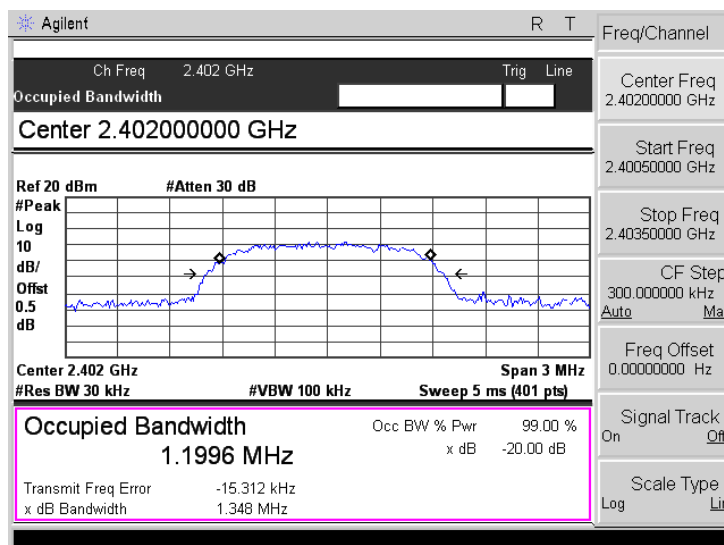 Agilent R T
Ch Freq 2.402 GHz Trig Line
Occupied Bandwidth
Center 2.402000000 GHz
Ref 20 dBm #Atten 30 dB
#Peak
Log
10
dB/
Offst
0.5
dB
Center 2.402 GHz Span 3 MHz
#Res BW 30 kHz #VBW 100 kHz Sweep 5 ms (401 pts)
Occupied Bandwidth
1.1996 MHz
Occ BW % Pwr 99.00 %
x dB -20.00 dB
Transmit Freq Error -15.312 kHz
x dB Bandwidth 1.348 MHz
Freq/Channel
Center Freq
2.40200000 GHz
Start Freq
2.40050000 GHz
Stop Freq
2.40350000 GHz
CF Step
300.000000 kHz
Auto Ma
Freq Offset
0.00000000 Hz
Signal Track
On Off
Scale Type
Log Li